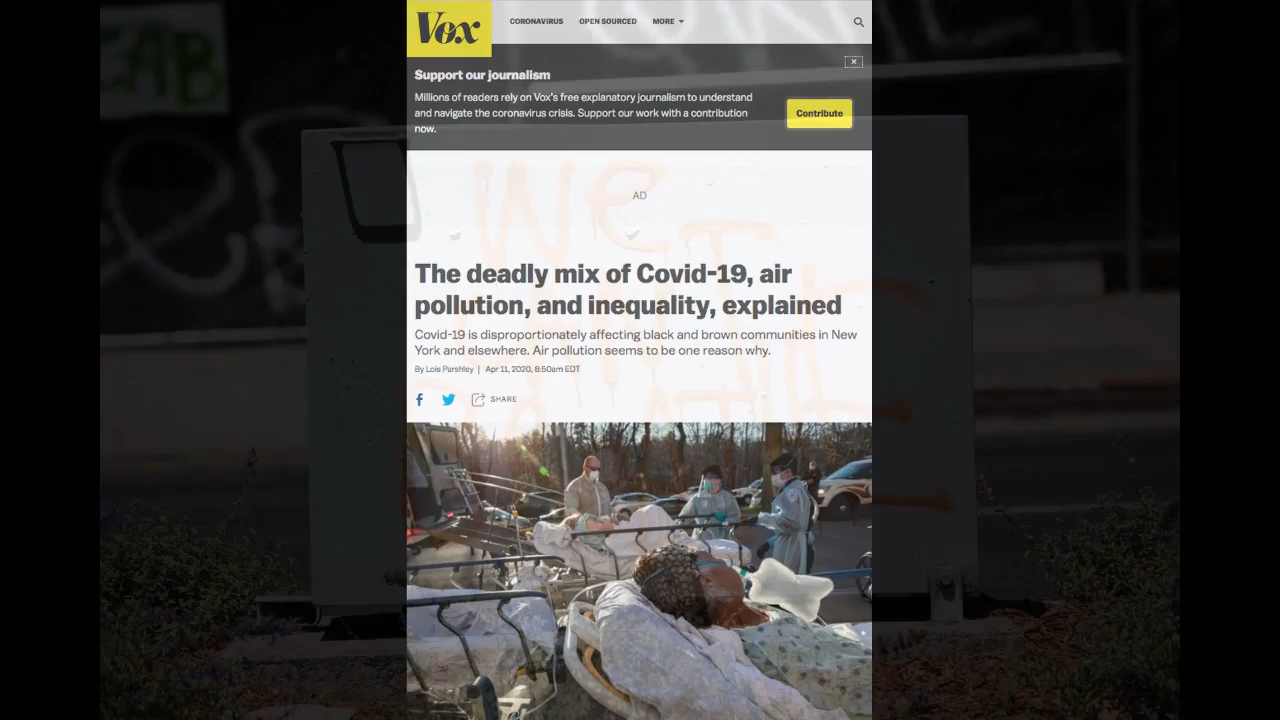 Vox
CORONAVIRUS OPEN SOURCED MORE
Support our journalism
Millions of readers rely on Vox's free explanatory journalism to understand
and navigate the coronavirus crisis. Support our work with a contribution
now.
Contribute
AD
The deadly mix of Covid-19, air
pollution, and inequality, explained
Covid-19 is disproportionately affecting black and brown communities in New
York and elsewhere. Air pollution seems to be one reason why.
By Lois Parshley | Apr 11, 2020, 8:50am EDT
SHARE
We